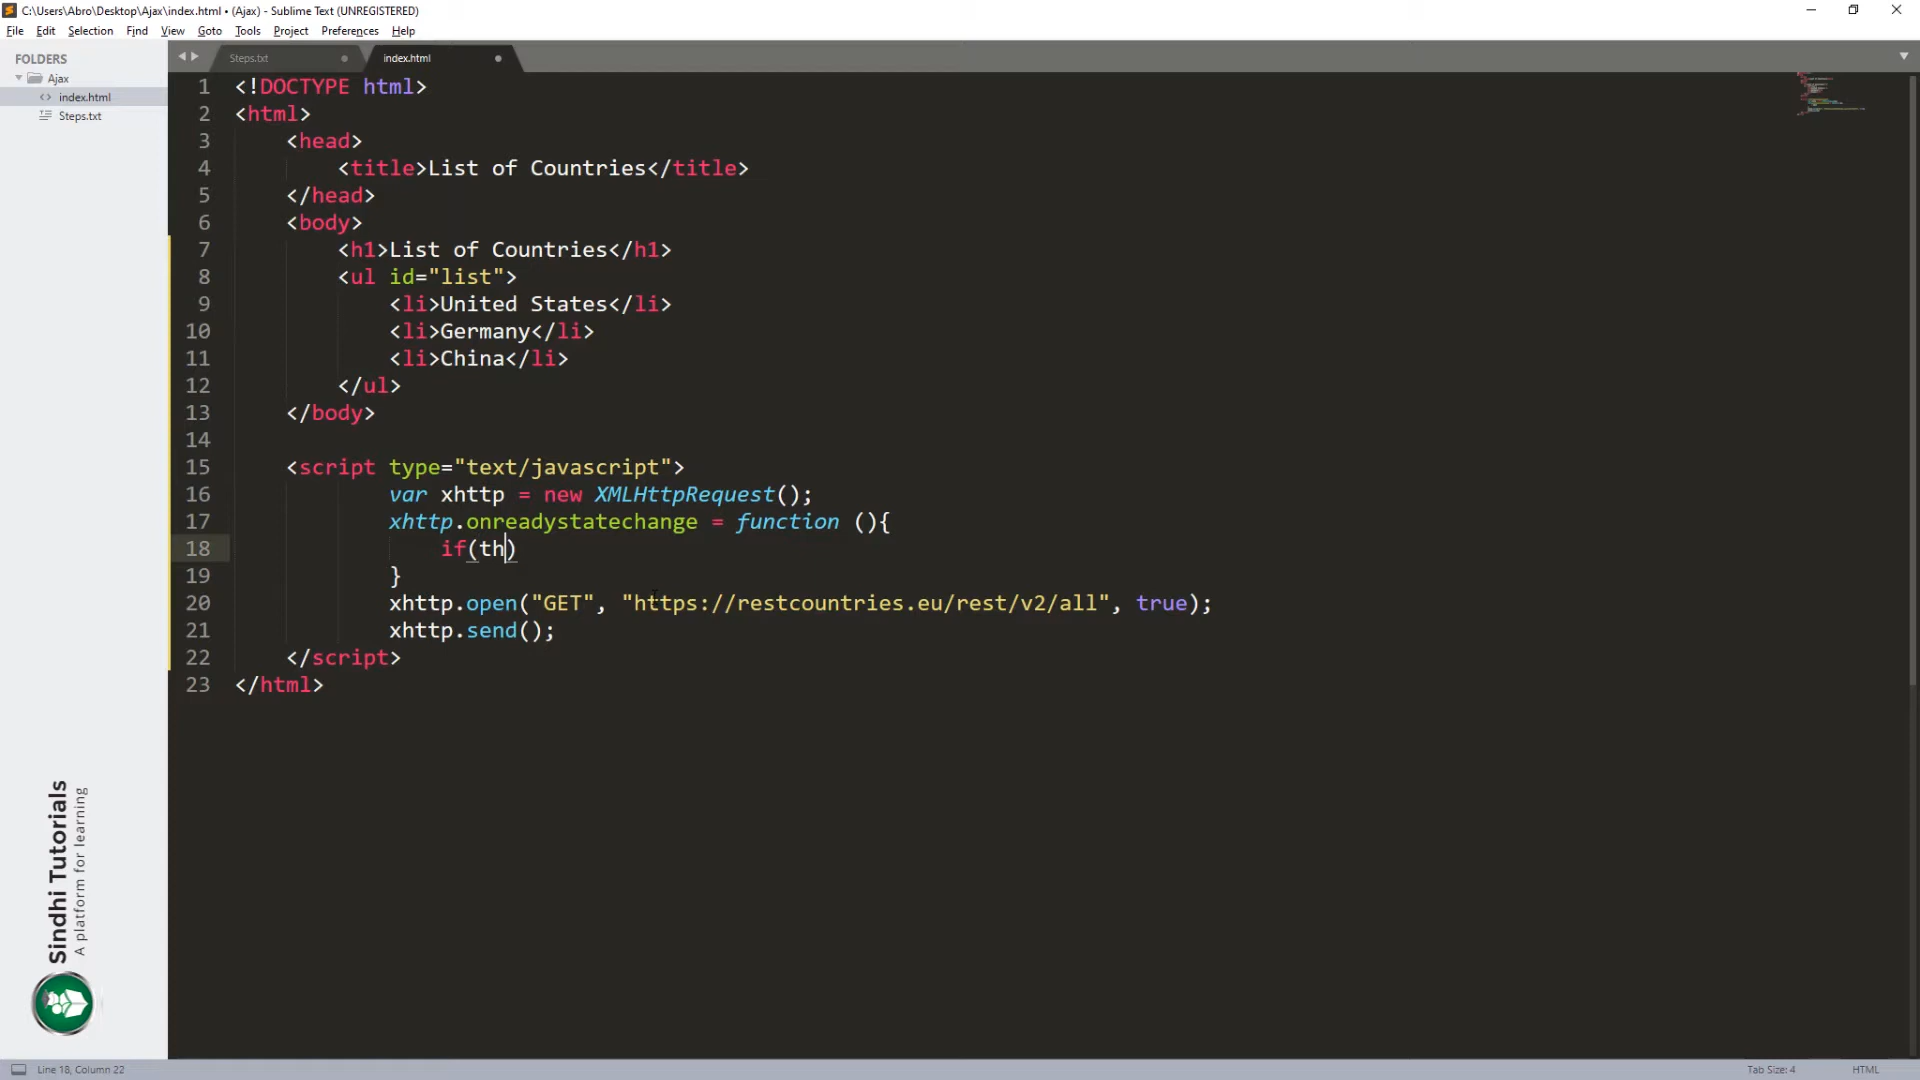 C:\Users\Abro\Desktop\Ajax\index.html • (Ajax) - Sublime Text (UNREGISTERED)
File Edit Selection Find View Goto Tools Project Preferences Help
FOLDERS
Ajax
<> index.html
Steps.txt
Steps.txt
index.html
1 <!DOCTYPE html>
2 <html>
3     <head>
4         <title>List of Countries</title>
5     </head>
6     <body>
7         <h1>List of Countries</h1>
8         <ul id="list">
9             <li>United States</li>
10             <li>Germany</li>
11             <li>China</li>
12         </ul>
13     </body>
14
15     <script type="text/javascript">
16             var xhttp = new XMLHttpRequest();
17             xhttp.onreadystatechange = function (){
18                 if(th)
19             }
20             xhttp.open("GET", "https://restcountries.eu/rest/v2/all", true);
21             xhttp.send();
22     </script>
23 </html>
Sindhi Tutorials
A platform for learning
Line 18, Column 22
Tab Size: 4
HTML